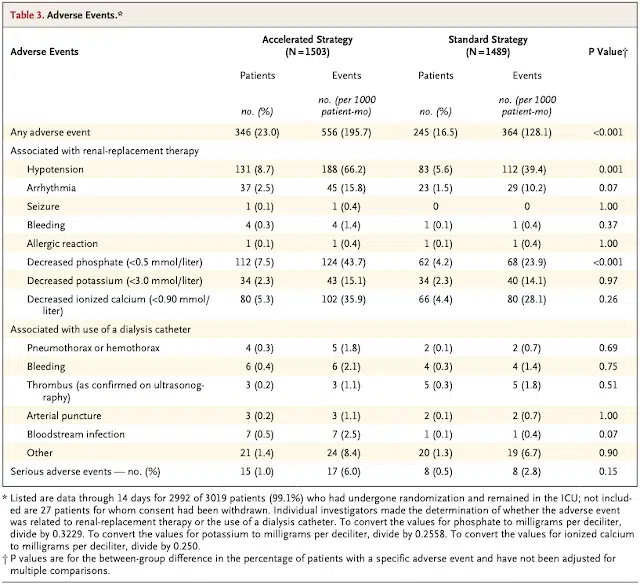 Table 3. Adverse Events.*
Adverse Events Accelerated Strategy (N=1503) Standard Strategy (N=1489) P Value†
Patients Events Patients Events
no. (%) no. (per 1000 patient-mo) no. (%) no. (per 1000 patient-mo)
Any adverse event 346 (23.0) 556 (195.7) 245 (16.5) 364 (128.1) <0.001
Associated with renal-replacement therapy
Hypotension 131 (8.7) 188 (66.2) 83 (5.6) 112 (39.4) 0.001
Arrhythmia 37 (2.5) 45 (15.8) 23 (1.5) 29 (10.2) 0.07
Seizure 1 (0.1) 1 (0.4) 0 0 1.00
Bleeding 4 (0.3) 4 (1.4) 1 (0.1) 1 (0.4) 0.37
Allergic reaction 1 (0.1) 1 (0.4) 1 (0.1) 1 (0.4) 1.00
Decreased phosphate (<0.5 mmol/liter) 112 (7.5) 124 (43.7) 62 (4.2) 68 (23.9) <0.001
Decreased potassium (<3.0 mmol/liter) 34 (2.3) 43 (15.1) 34 (2.3) 40 (14.1) 0.97
Decreased ionized calcium (<0.90 mmol/ 80 (5.3) 102 (35.9) 66 (4.4) 80 (28.1) 0.26
liter)
Associated with use of a dialysis catheter
Pneumothorax or hemothorax 4 (0.3) 5 (1.8) 2 (0.1) 2 (0.7) 0.69
Bleeding 6 (0.4) 6 (2.1) 4 (0.3) 4 (1.4) 0.75
Thrombus (as confirmed on ultrasonog- 3 (0.2) 3 (1.1) 5 (0.3) 5 (1.8) 0.51
raphy)
Arterial puncture 3 (0.2) 3 (1.1) 2 (0.1) 2 (0.7) 1.00
Bloodstream infection 7 (0.5) 7 (2.5) 1 (0.1) 1 (0.4) 0.07
Other 21 (1.4) 24 (8.4) 20 (1.3) 19 (6.7) 0.90
Serious adverse events — no. (%) 15 (1.0) 17 (6.0) 8 (0.5) 8 (2.8) 0.15
* Listed are data through 14 days for 2992 of 3019 patients (99.1%) who had undergone randomization and remained in the ICU; not includ-
ed are 27 patients for whom consent had been withdrawn. Individual investigators made the determination of whether the adverse event
was related to renal-replacement therapy or the use of a dialysis catheter. To convert the values for phosphate to milligrams per deciliter,
divide by 0.3229. To convert the values for potassium to milligrams per deciliter, divide by 0.2558. To convert the values for ionized calcium
to milligrams per deciliter, divide by 0.250.
† P values are for the between-group difference in the percentage of patients with a specific adverse event and have not been adjusted for
multiple comparisons.